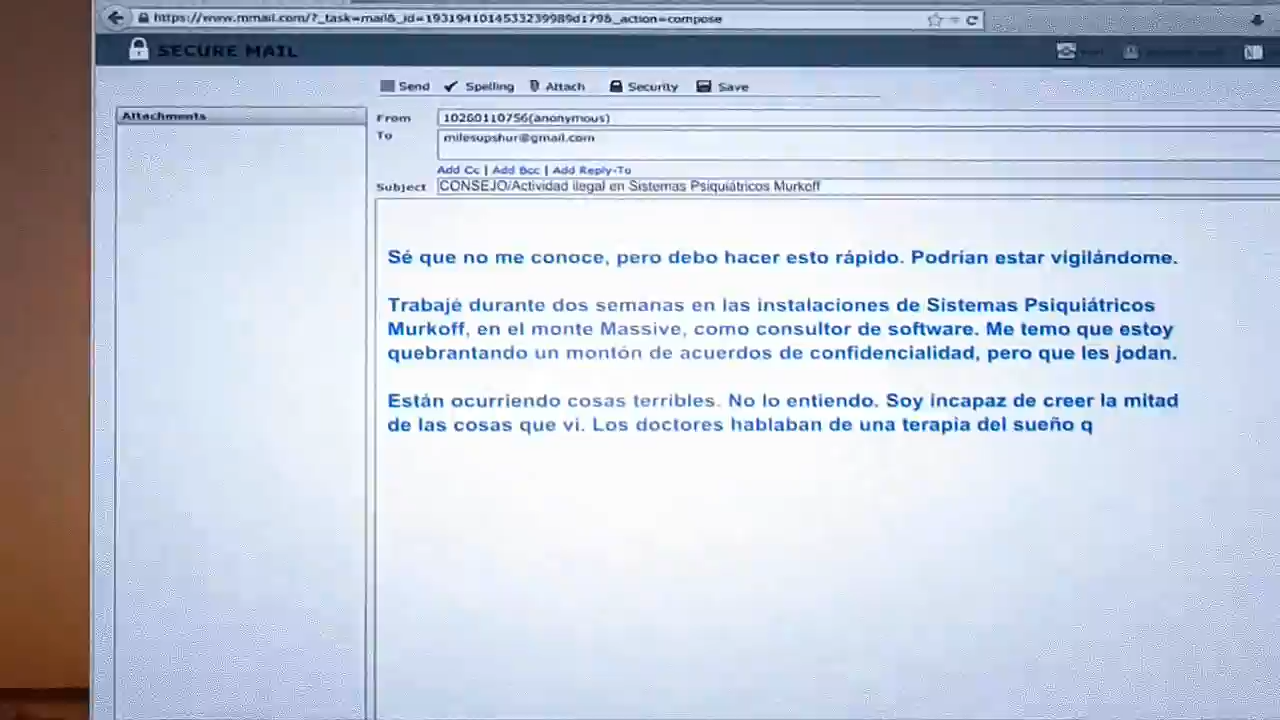 https://www.mmail.com/?_task=mail&_id=1931941014533239989d179&_action=compose
SECURE MAIL
Send Spelling Attach Security Save
Attachments
From 10260110756(anonymous)
To milesupshur@gmail.com
Add Cc | Add Bcc | Add Reply-To
Subject CONSEJO/Actividad ilegal en Sistemas Psiquiátricos Murkoff
Sé que no me conoce, pero debo hacer esto rápido. Podrían estar vigilándome.
Trabajé durante dos semanas en las instalaciones de Sistemas Psiquiátricos
Murkoff, en el monte Massive, como consultor de software. Me temo que estoy
quebrantando un montón de acuerdos de confidencialidad, pero que les jodan.
Están ocurriendo cosas terribles. No lo entiendo. Soy incapaz de creer la mitad
de las cosas que vi. Los doctores hablaban de una terapia del sueño q